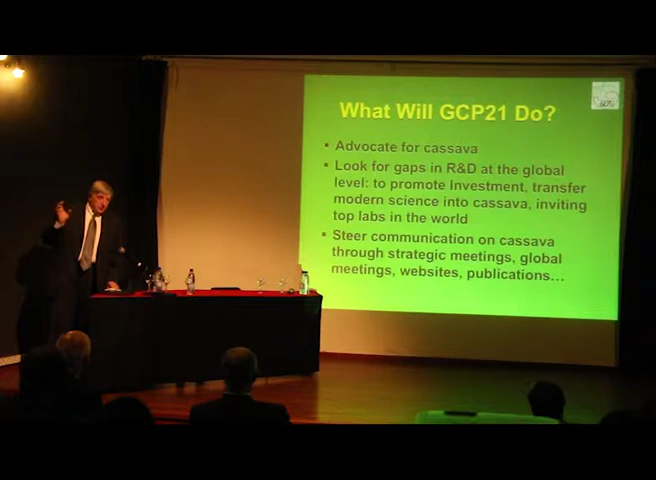 What Will GCP21 Do?
▪ Advocate for cassava
▪ Look for gaps in R&D at the global
level: to promote Investment, transfer
modern science into cassava, inviting
top labs in the world
▪ Steer communication on cassava
through strategic meetings, global
meetings, websites, publications...